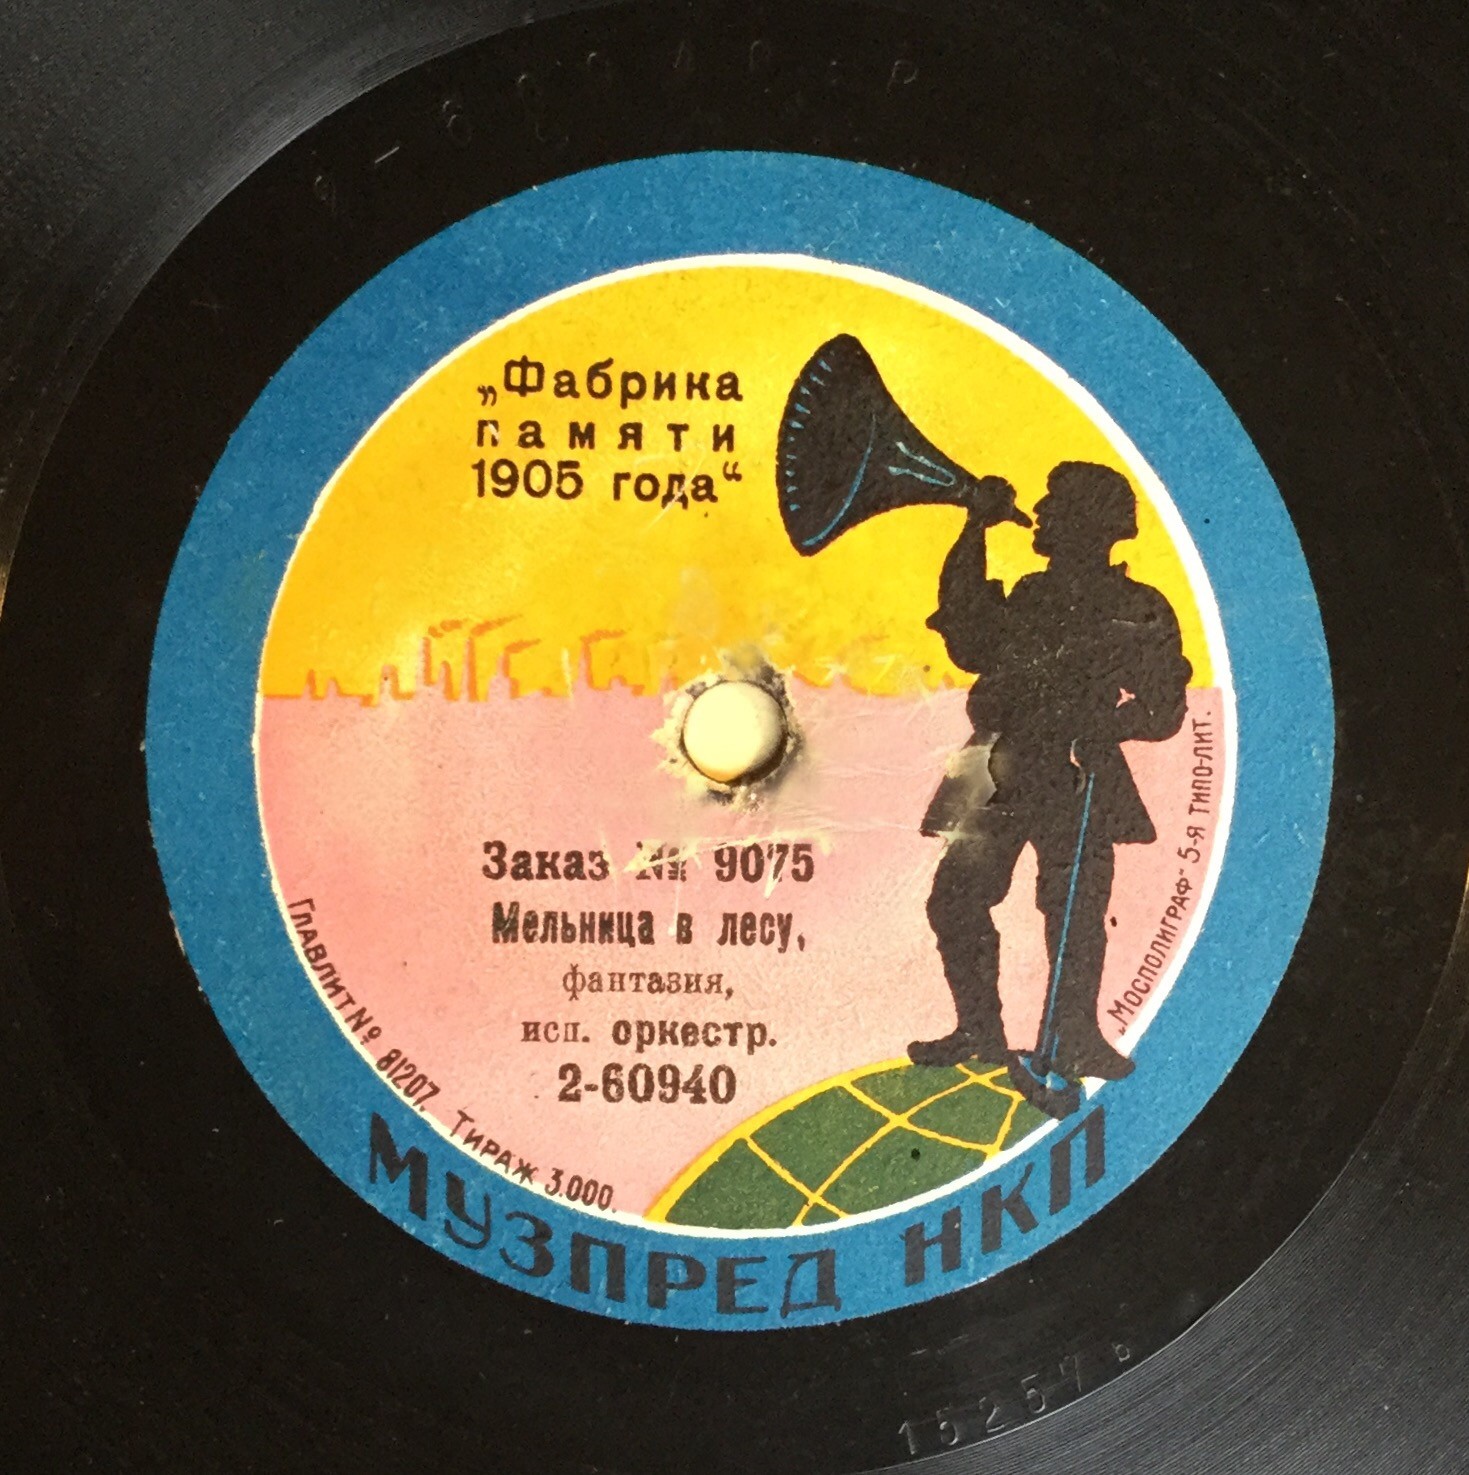 „Фабрика
памяти
1905 года“
Заказ № 9075
Мельница в лесу,
фантазия,
исп. оркестр.
2-60940
Главлит № 81207. Тираж 3.000.
„Мосполиграф“ 5-я типо-лит.
МУЗПРЕД НКП
15257 б